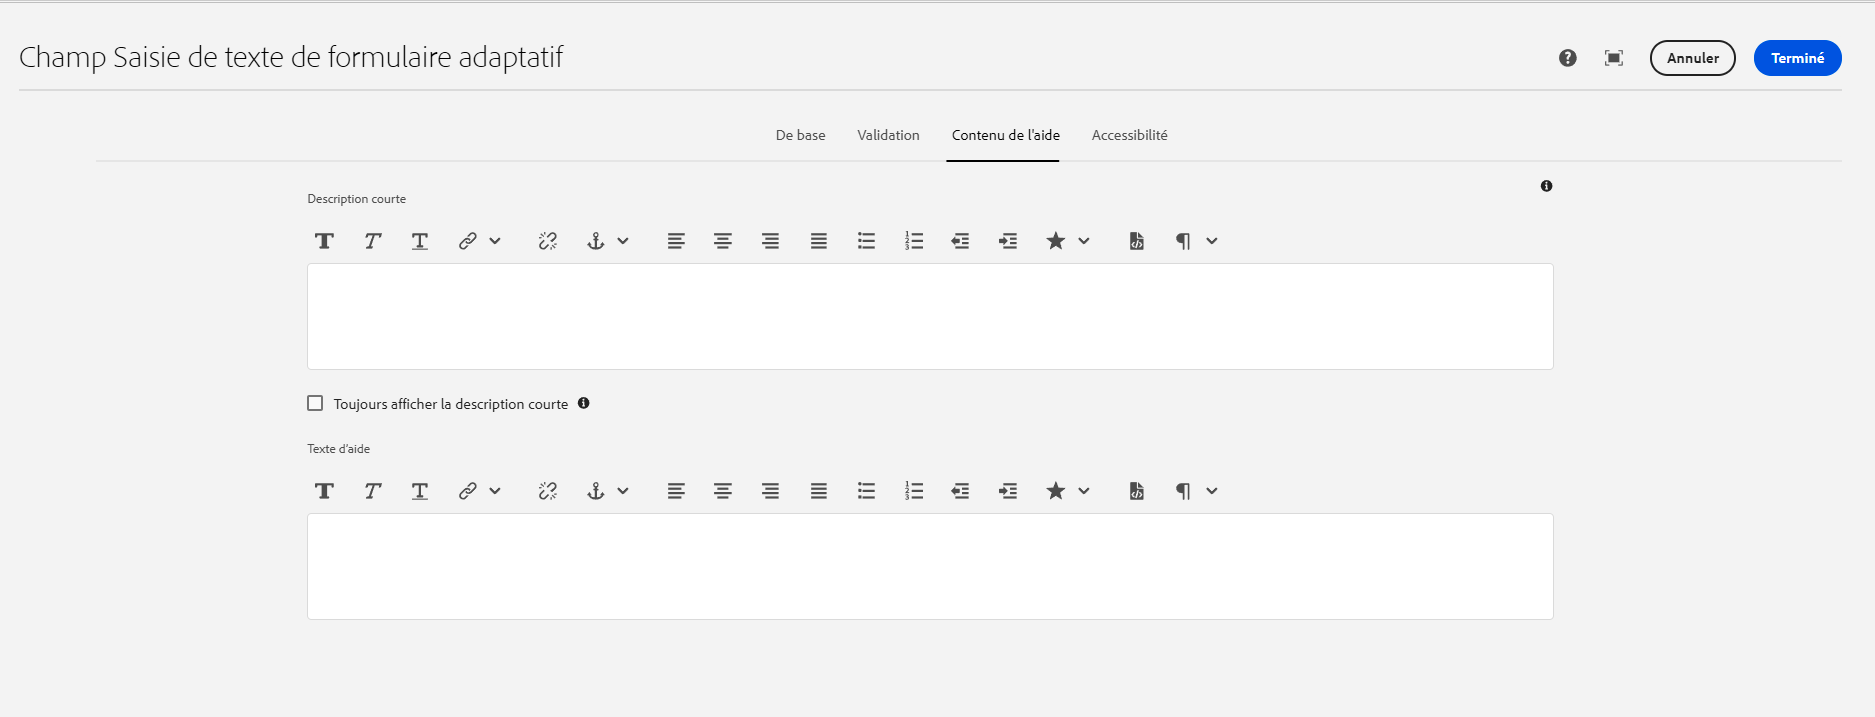 Champ Saisie de texte de formulaire adaptatif
Annuler
Terminé
De base
Validation
Contenu de l'aide
Accessibilité
Description courte
Toujours afficher la description courte
Texte d'aide